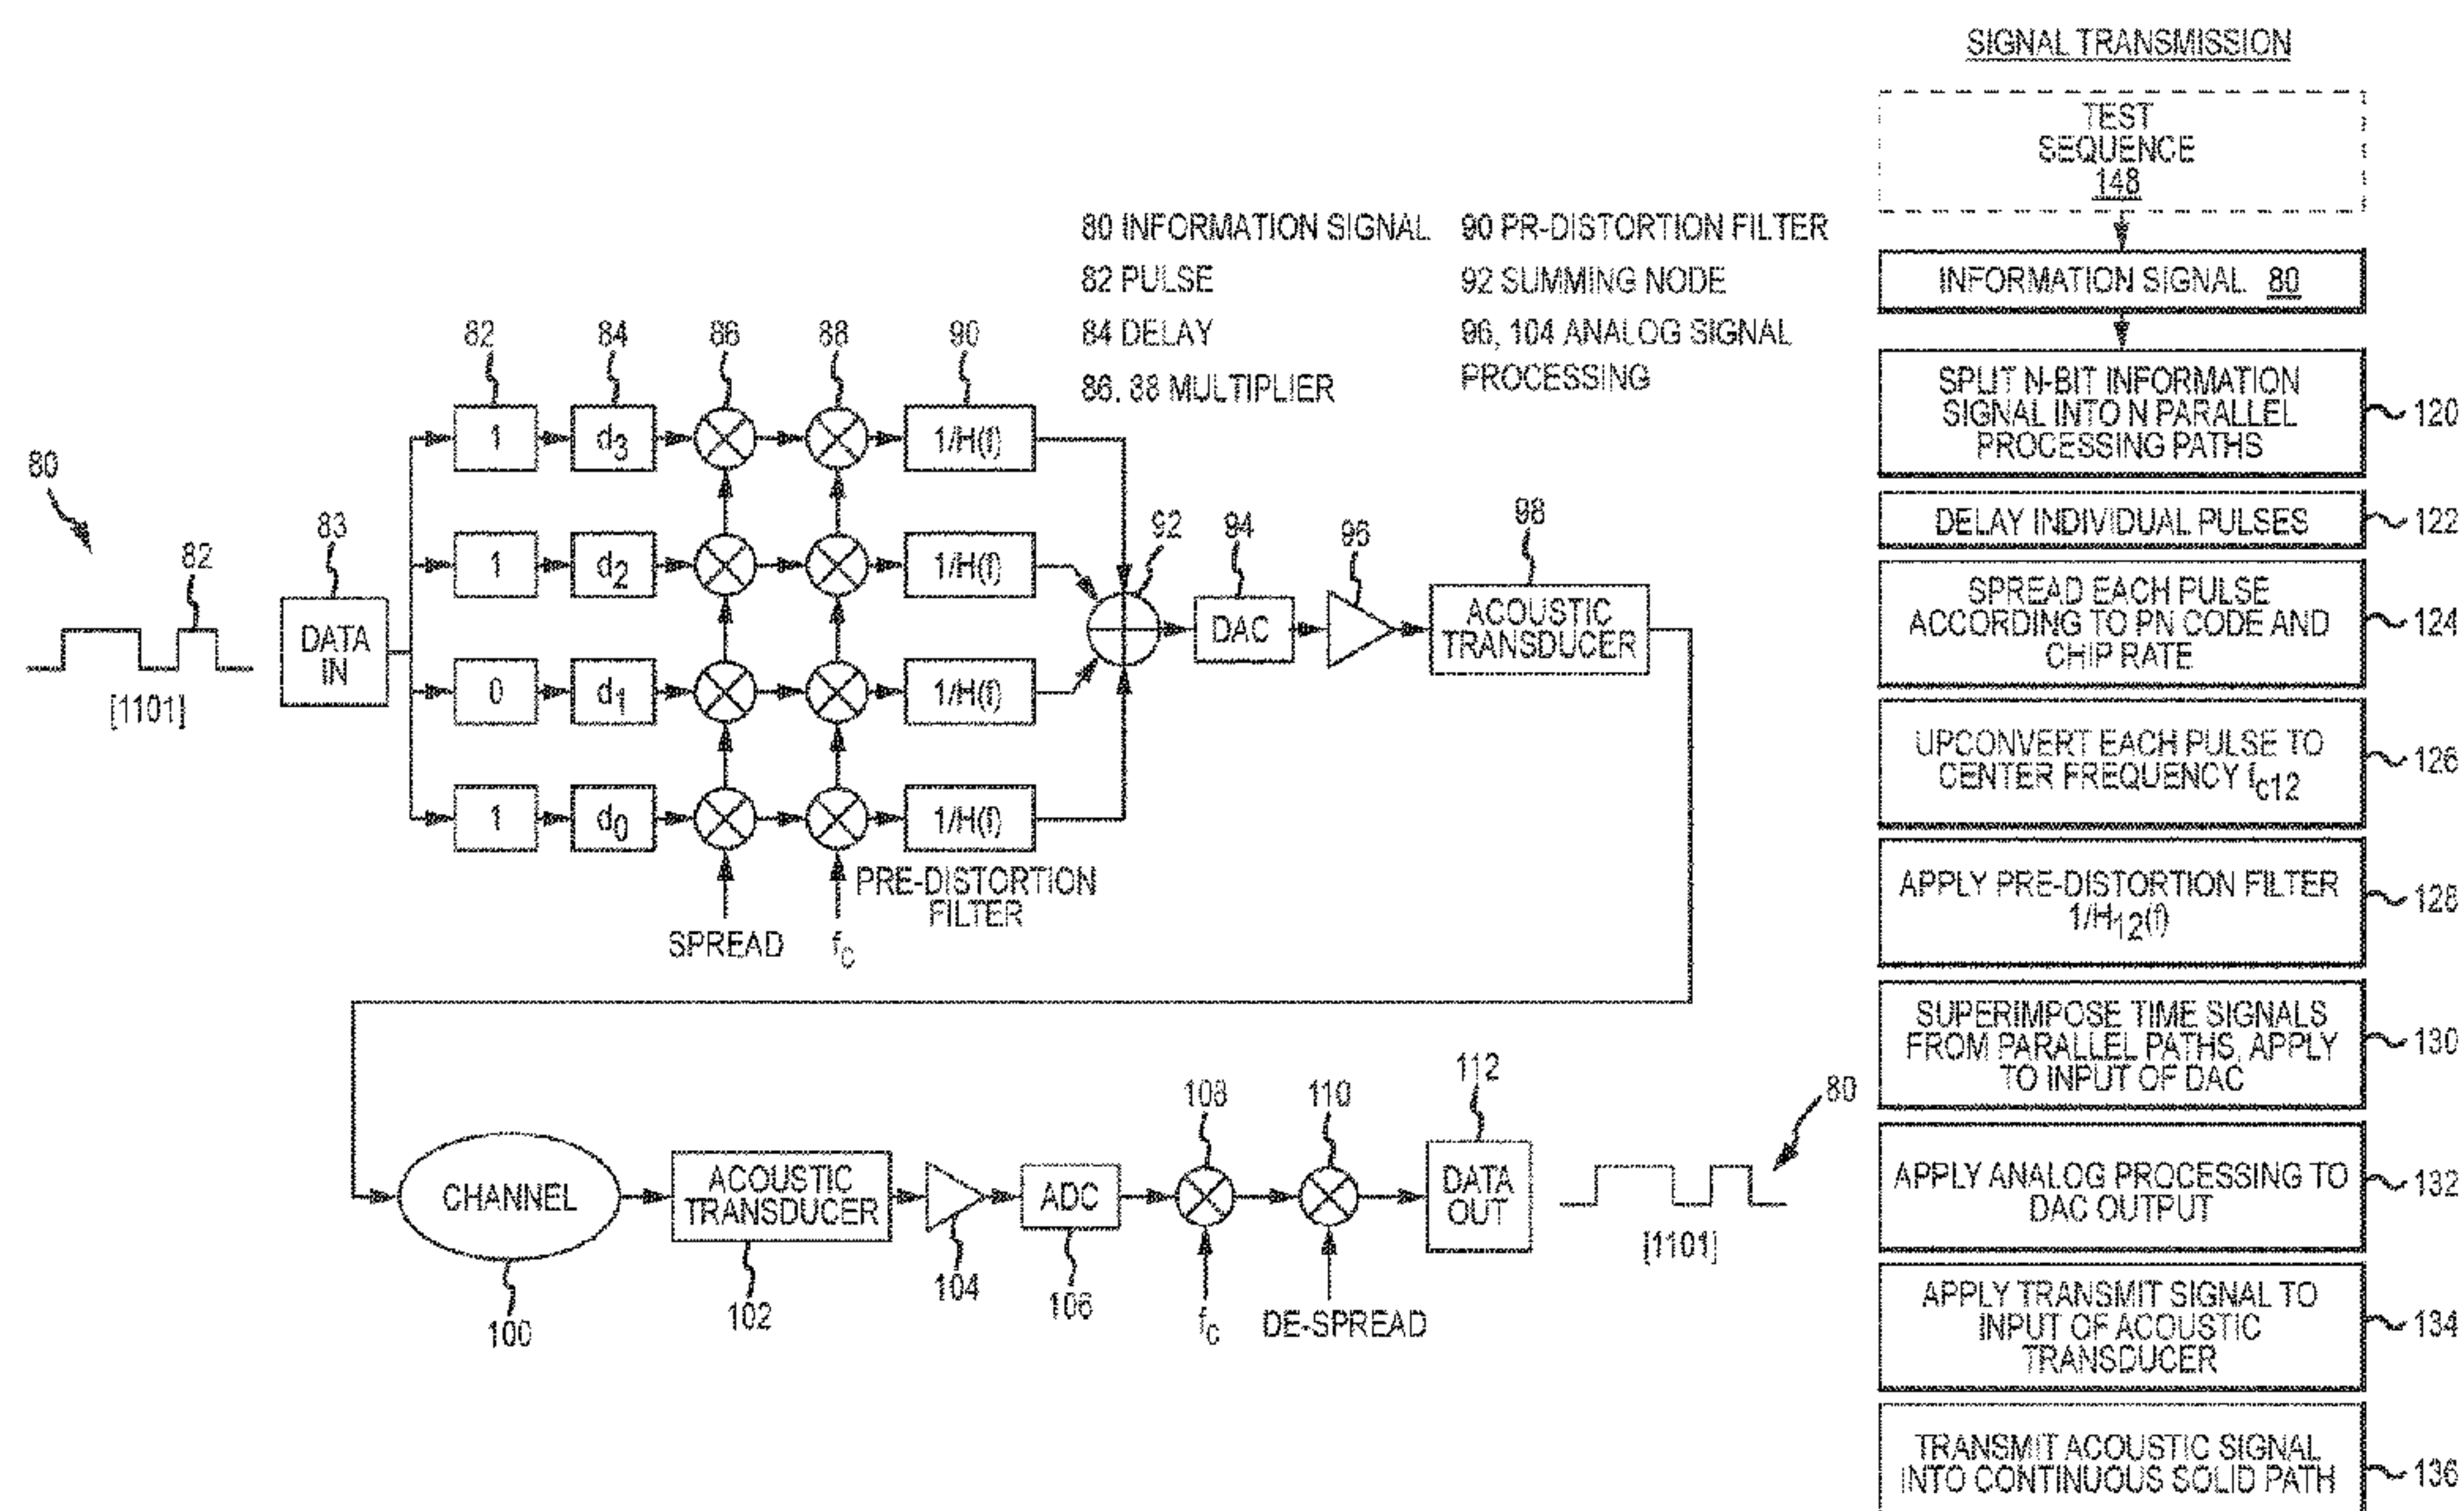 SIGNAL TRANSMISSION
TEST
SEQUENCE
148
INFORMATION SIGNAL 80
SPLIT N-BIT INFORMATION
SIGNAL INTO N PARALLEL
PROCESSING PATHS
120
DELAY INDIVIDUAL PULSES
122
SPREAD EACH PULSE
ACCORDING TO PN CODE AND
CHIP RATE
124
UPCONVERT EACH PULSE TO
CENTER FREQUENCY fc12
126
APPLY PRE-DISTORTION FILTER
1/H12(f)
128
SUPERIMPOSE TIME SIGNALS
FROM PARALLEL PATHS, APPLY
TO INPUT OF DAC
130
APPLY ANALOG PROCESSING TO
DAC OUTPUT
132
APPLY TRANSMIT SIGNAL TO
INPUT OF ACOUSTIC
TRANSDUCER
134
TRANSMIT ACOUSTIC SIGNAL
INTO CONTINUOUS SOLID PATH
136
80 INFORMATION SIGNAL
82 PULSE
84 DELAY
86, 88 MULTIPLIER
90 PR-DISTORTION FILTER
92 SUMMING NODE
96, 104 ANALOG SIGNAL
PROCESSING
80
82
[1101]
83
DATA
IN
82
84
86
88
90
1
d3
1/H(f)
1
d2
1/H(f)
0
d1
1/H(f)
1
d0
1/H(f)
PRE-DISTORTION
FILTER
SPREAD
fc
92
94
DAC
96
98
ACOUSTIC
TRANSDUCER
CHANNEL
100
ACOUSTIC
TRANSDUCER
102
104
ADC
106
108
fc
110
DE-SPREAD
112
DATA
OUT
80
[1101]